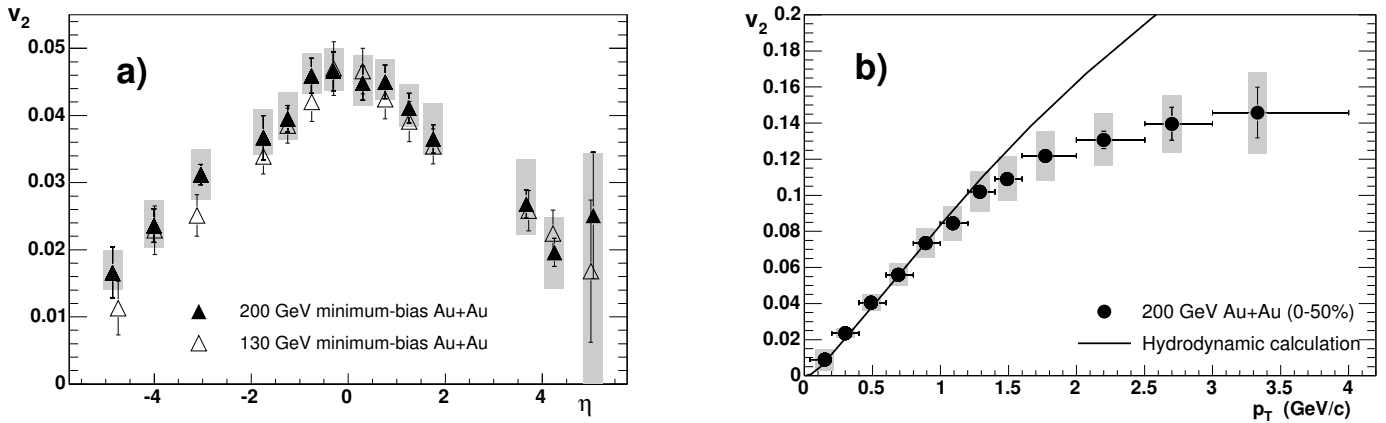 v2
0.05
0.04
0.03
0.02
0.01
0
a)
200 GeV minimum-bias Au+Au
130 GeV minimum-bias Au+Au
-4 -2 0 2 4 η
v2
0.2
0.18
0.16
0.14
0.12
0.1
0.08
0.06
0.04
0.02
0
b)
200 GeV Au+Au (0-50%)
Hydrodynamic calculation
0 0.5 1 1.5 2 2.5 3 3.5 4
pT (GeV/c)